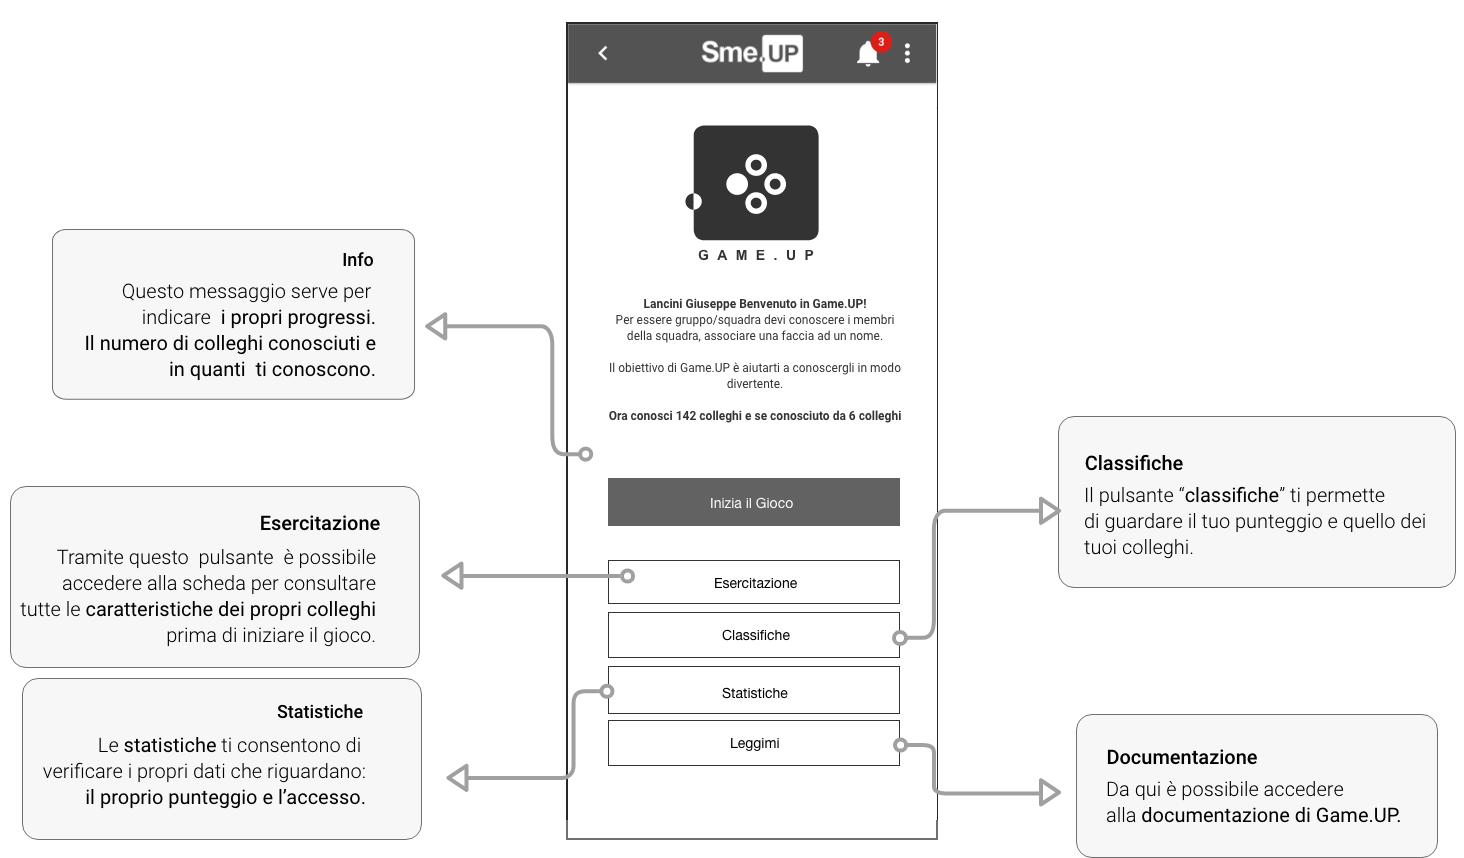 Sme.UP
3
GAME.UP
Lancini Giuseppe Benvenuto in Game.UP!
Per essere gruppo/squadra devi conoscere i membri
della squadra, associare una faccia ad un nome.
Il obiettivo di Game.UP è aiutarti a conoscergli in modo
divertente.
Ora conosci 142 colleghi e se conosciuto da 6 colleghi
Inizia il Gioco
Esercitazione
Classifiche
Statistiche
Leggimi
Info
Questo messaggio serve per
indicare i propri progressi.
Il numero di colleghi conosciuti e
in quanti ti conoscono.
Esercitazione
Tramite questo pulsante è possibile
accedere alla scheda per consultare
tutte le caratteristiche dei propri colleghi
prima di iniziare il gioco.
Statistiche
Le statistiche ti consentono di
verificare i propri dati che riguardano:
il proprio punteggio e l’accesso.
Classifiche
Il pulsante “classifiche” ti permette
di guardare il tuo punteggio e quello dei
tuoi colleghi.
Documentazione
Da qui è possibile accedere
alla documentazione di Game.UP.